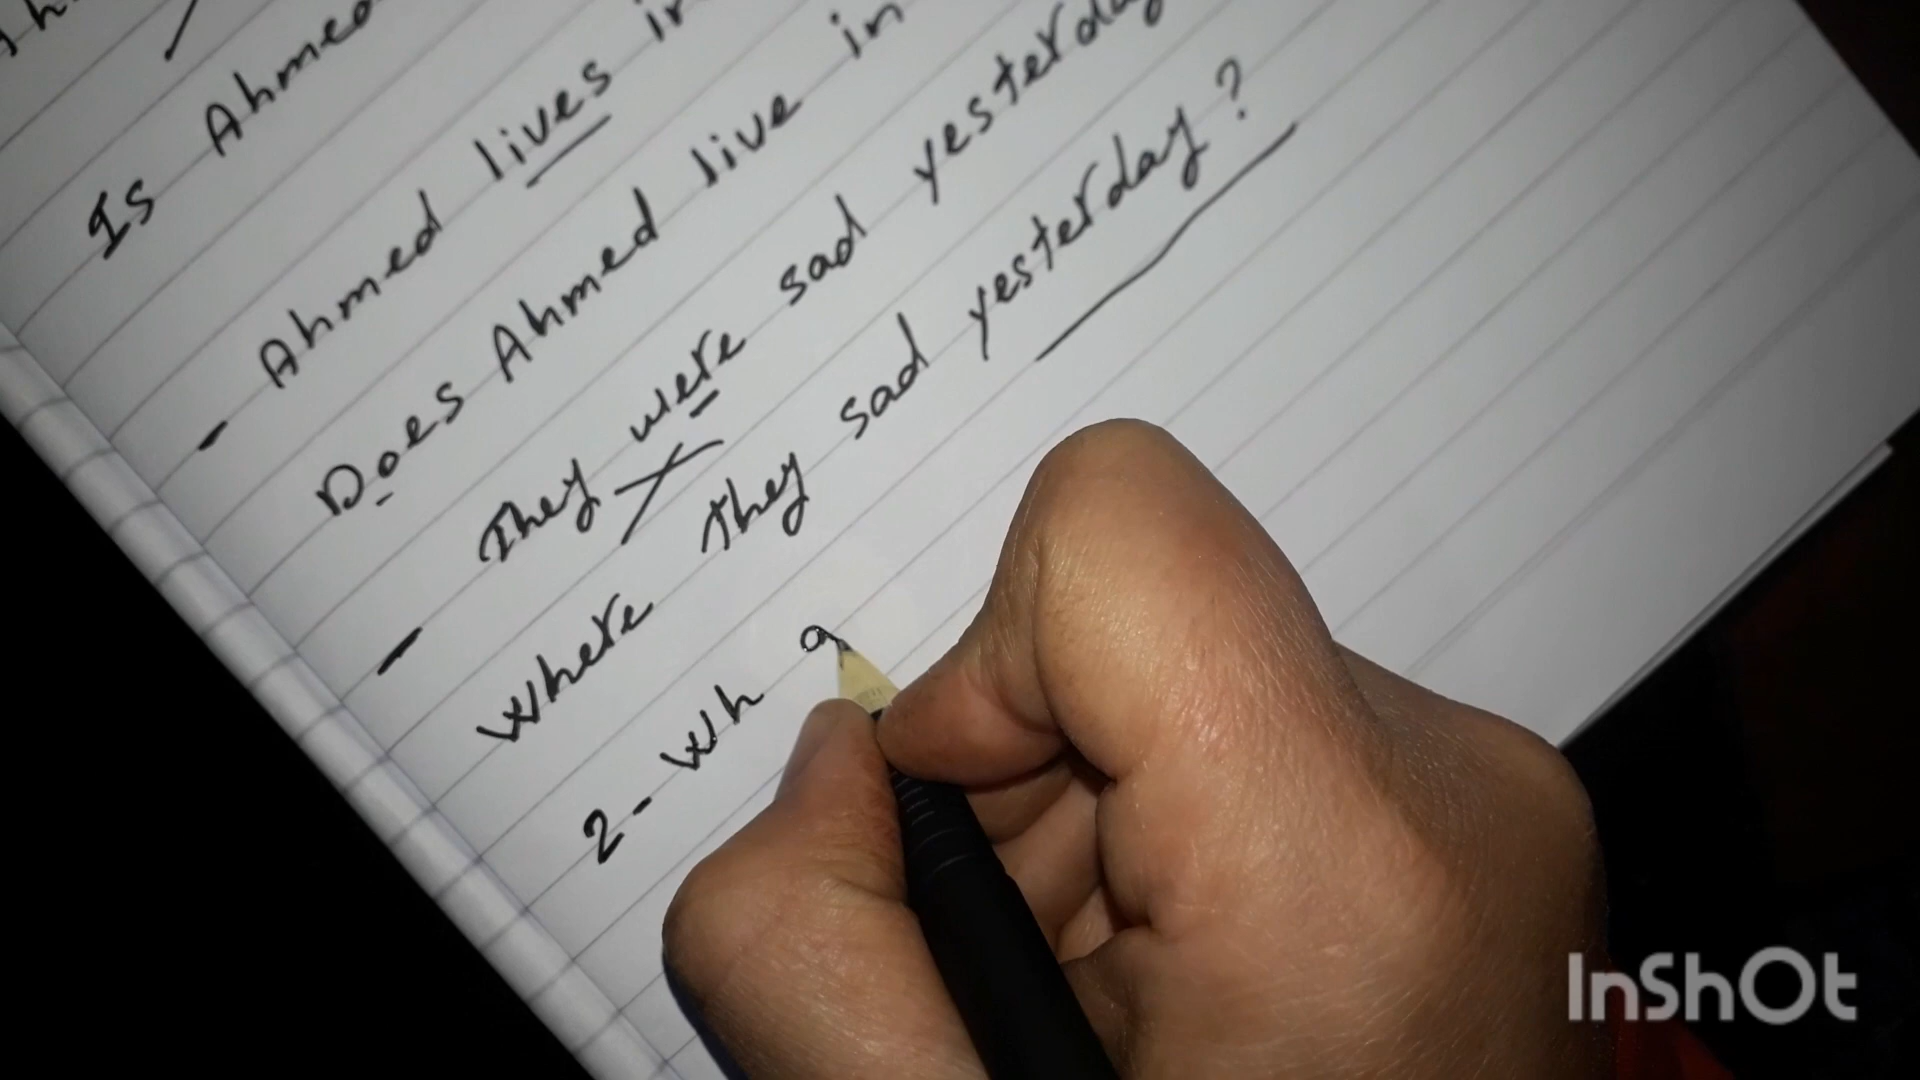 Is Ahmed
- Ahmed lives in
Does Ahmed live in
- They were sad yesterday
Where They sad yesterday ?
2- Wh
InShOt